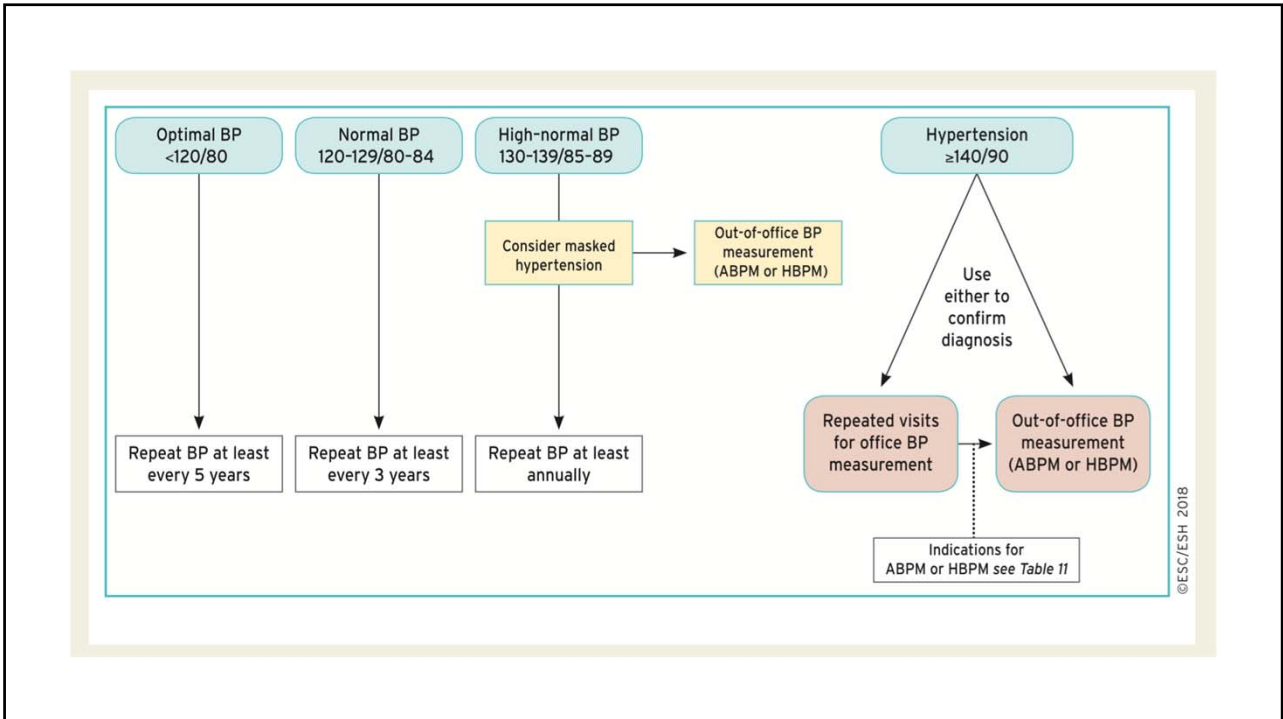 Optimal BP
<120/80
Normal BP
120-129/80-84
High-normal BP
130-139/85-89
Hypertension
≥140/90
Consider masked
hypertension
Out-of-office BP
measurement
(ABPM or HBPM)
Use
either to
confirm
diagnosis
Repeat BP at least
every 5 years
Repeat BP at least
every 3 years
Repeat BP at least
annually
Repeated visits
for office BP
measurement
Out-of-office BP
measurement
(ABPM or HBPM)
Indications for
ABPM or HBPM see Table 11
©ESC/ESH 2018